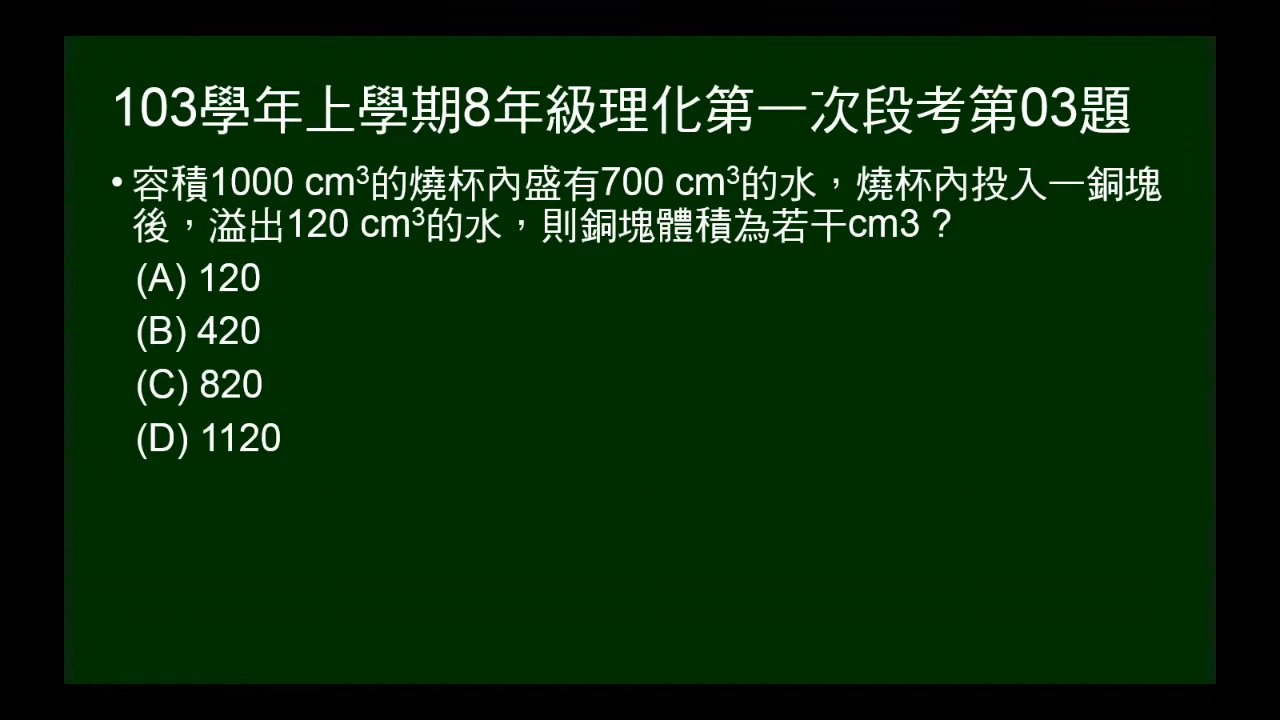 103學年上學期8年級理化第一次段考第03題
• 容積1000 cm³的燒杯內盛有700 cm³的水，燒杯內投入一銅塊
後，溢出120 cm³的水，則銅塊體積為若干cm3？
(A) 120
(B) 420
(C) 820
(D) 1120